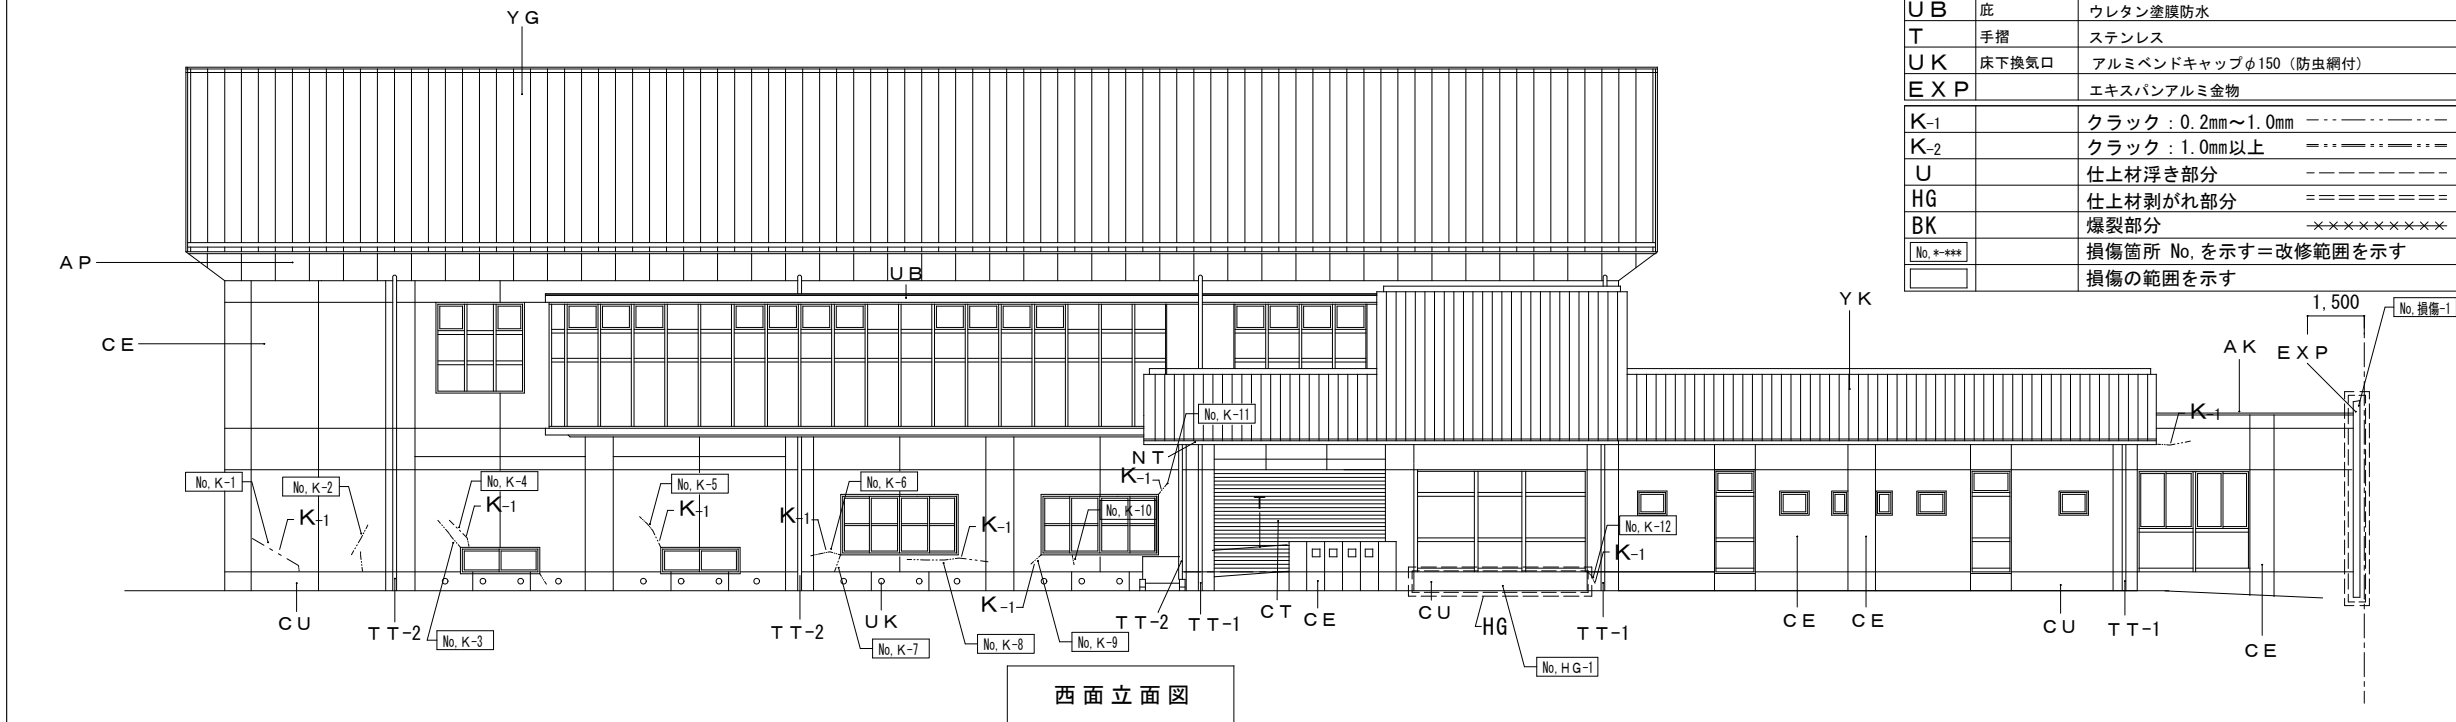 UB 庇 ウレタン塗膜防水
T 手摺 ステンレス
UK 床下換気口 アルミベンドキャップφ150（防虫網付）
EXP エキスパンアルミ金物
K-1 クラック：0.2mm～1.0mm
K-2 クラック：1.0mm以上
U 仕上材浮き部分
HG 仕上材剥がれ部分
BK 爆裂部分
No,*-*** 損傷箇所 No,を示す＝改修範囲を示す
損傷の範囲を示す
YG
AP
UB
CE
YK
1,500
No,損傷-1
AK
EXP
K-1
No,K-11
NT
K-1
No,K-1
K-1
No,K-2
No,K-4
K-1
No,K-5
K-1
No,K-6
K-1
K-1
No,K-10
T
No,K-12
K-1
CU
TT-2
No,K-3
TT-2
UK
No,K-7
No,K-8
K-1
No,K-9
TT-2
TT-1
CT
CE
CU
HG
No,HG-1
TT-1
CE
CE
CU
TT-1
CE
西面立面図